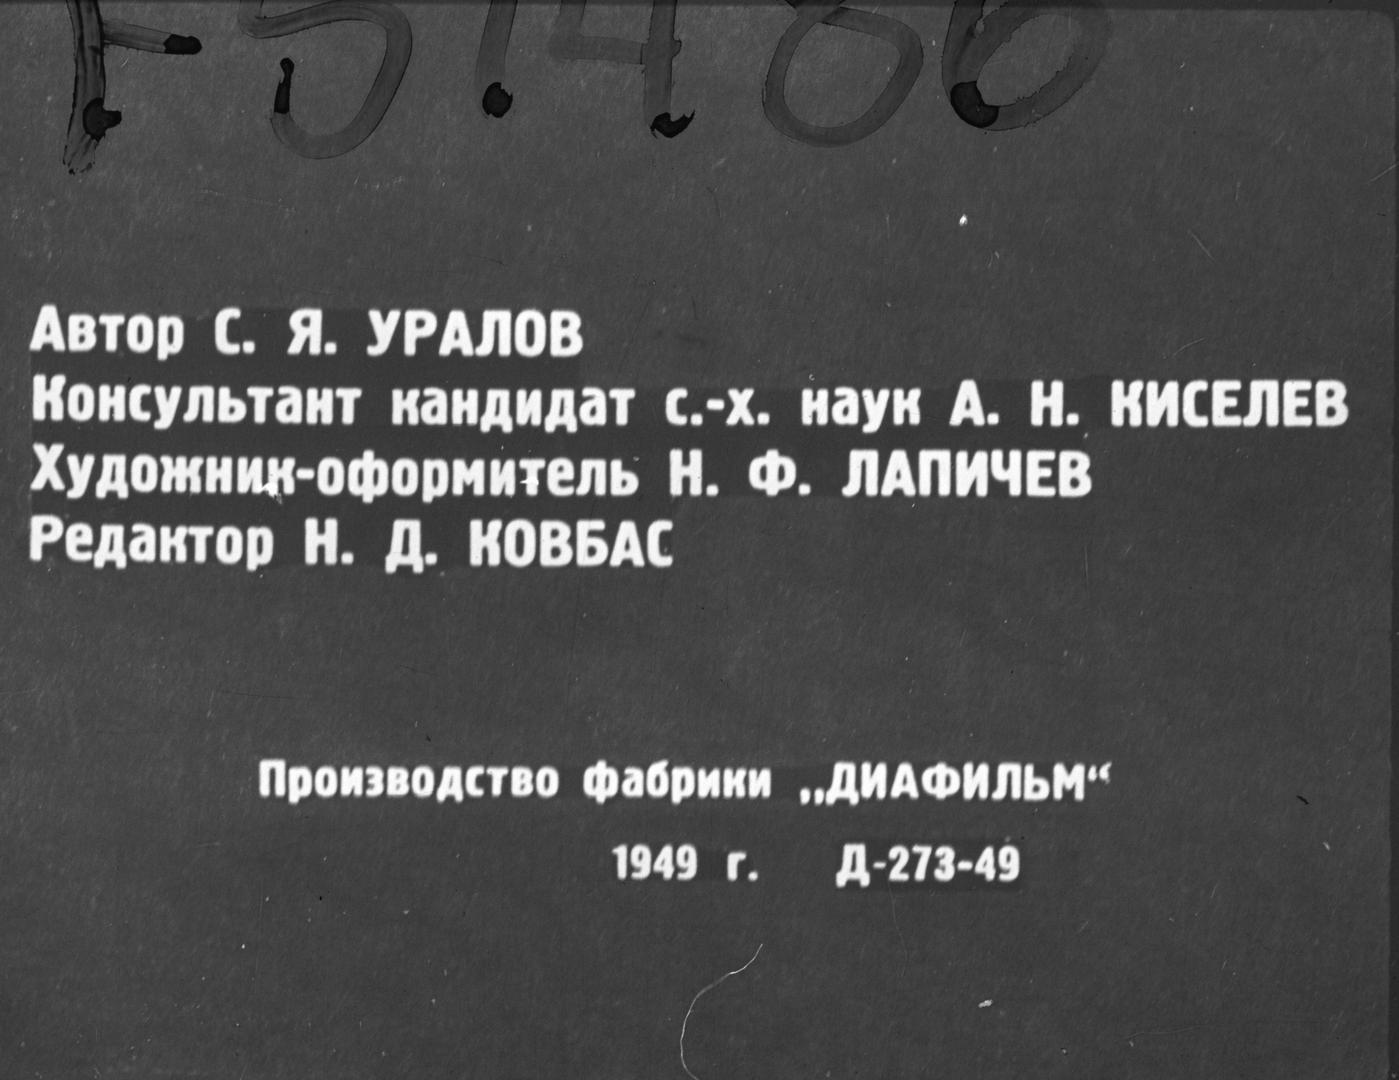 Автор С. Я. УРАЛОВ
Консультант кандидат с.-х. наук А. Н. КИСЕЛЕВ
Художник-оформитель Н. Ф. ЛАПИЧЕВ
Редактор Н. Д. КОВБАС
Производство фабрики „ДИАФИЛЬМ“
1949 г. Д-273-49